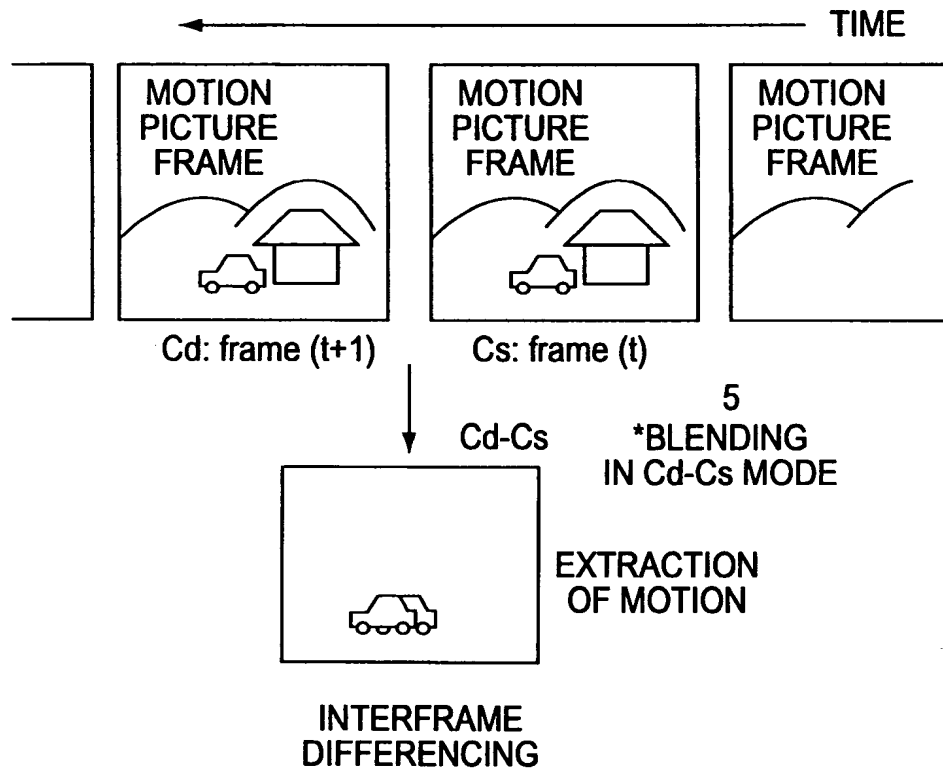 TIME
MOTION
PICTURE
FRAME
MOTION
PICTURE
FRAME
MOTION
PICTURE
FRAME
Cd: frame (t+1)
Cs: frame (t)
Cd-Cs
5
*BLENDING
IN Cd-Cs MODE
EXTRACTION
OF MOTION
INTERFRAME
DIFFERENCING